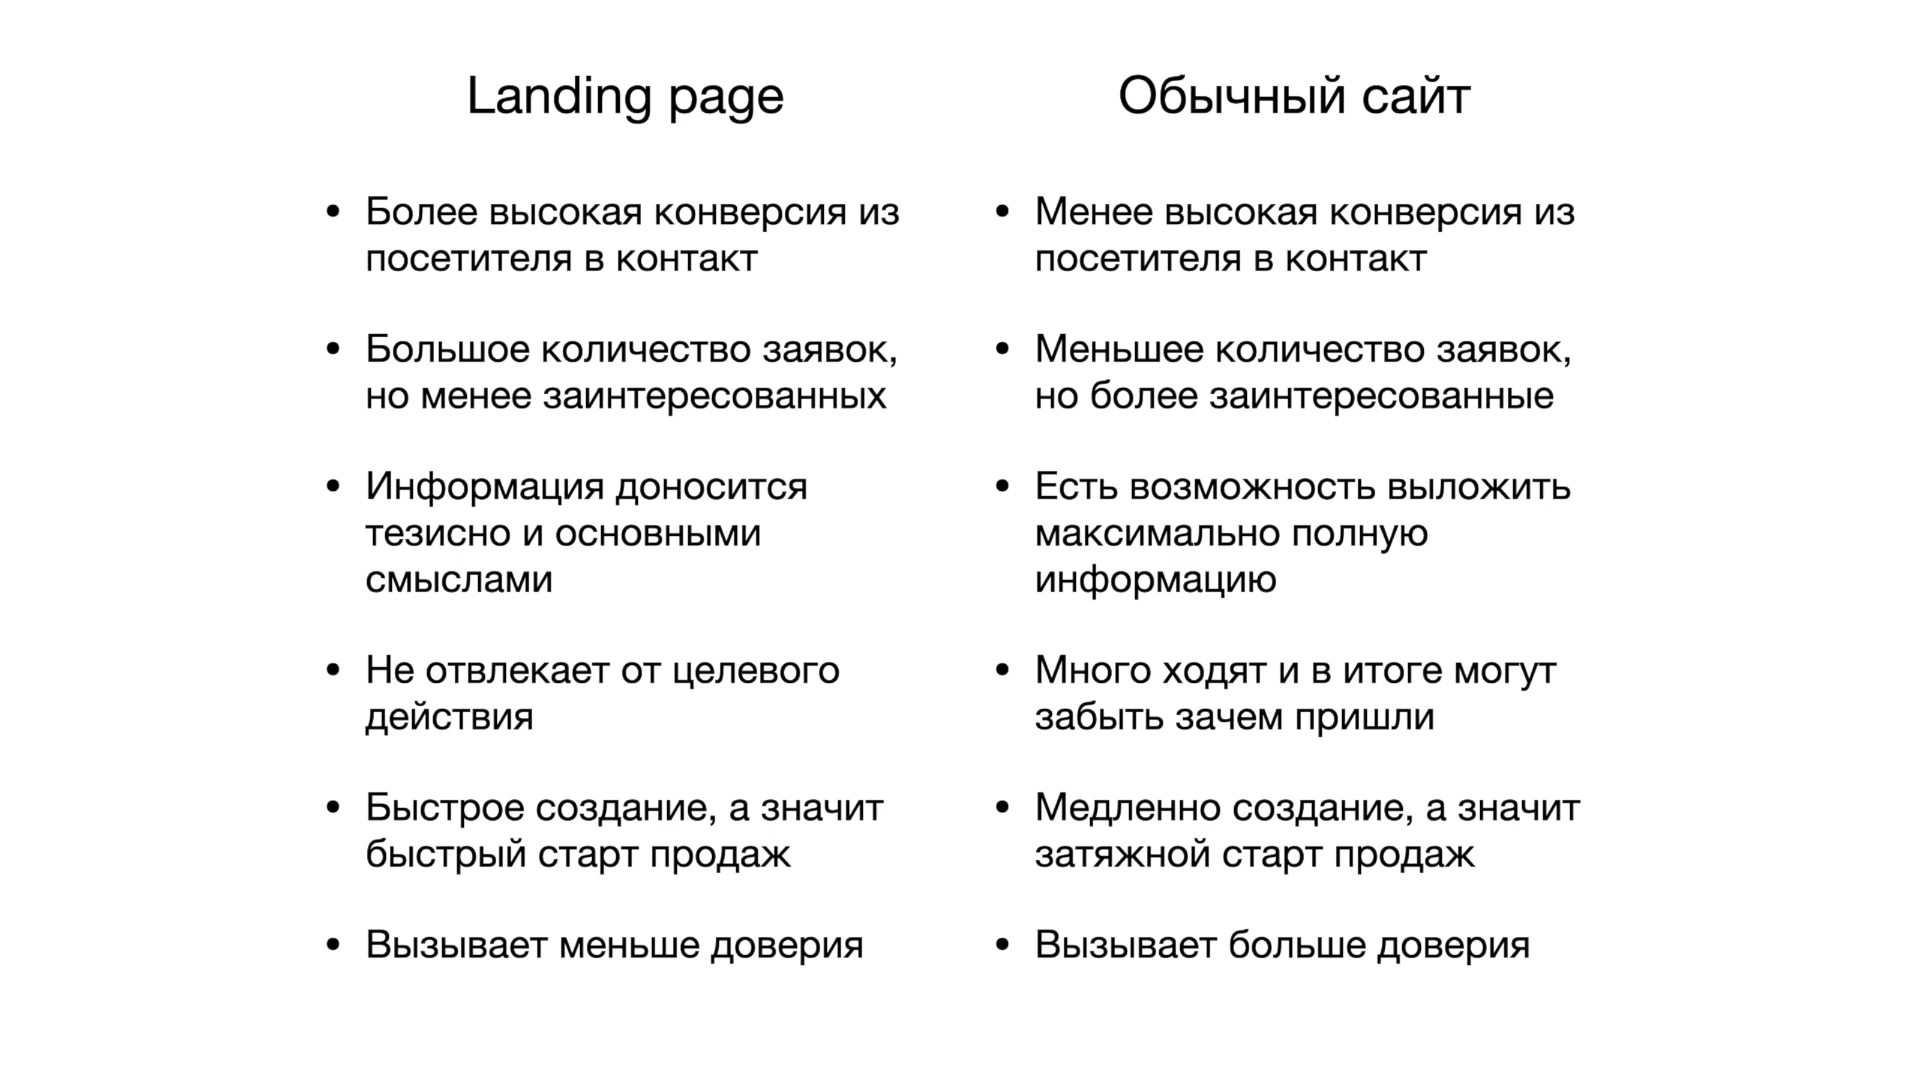 Landing page
• Более высокая конверсия из
посетителя в контакт
• Большое количество заявок,
но менее заинтересованных
• Информация доносится
тезисно и основными
смыслами
• Не отвлекает от целевого
действия
• Быстрое создание, а значит
быстрый старт продаж
• Вызывает меньше доверия
Обычный сайт
• Менее высокая конверсия из
посетителя в контакт
• Меньшее количество заявок,
но более заинтересованные
• Есть возможность выложить
максимально полную
информацию
• Много ходят и в итоге могут
забыть зачем пришли
• Медленно создание, а значит
затяжной старт продаж
• Вызывает больше доверия